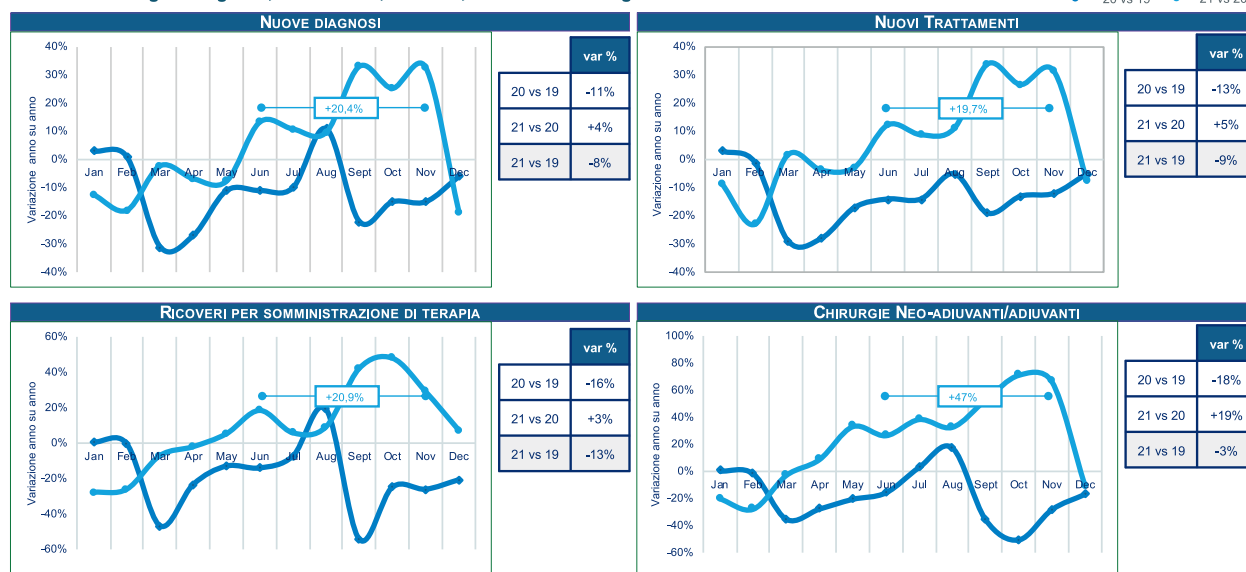 20 vs 19 21 vs 20
NUOVE DIAGNOSI
Variazione anno su anno
40%
30%
20%
10%
0%
-10%
-20%
-30%
-40%
Jan Feb Mar Apr May Jun Jul Aug Sept Oct Nov Dec
+20,4%
var %
20 vs 19 -11%
21 vs 20 +4%
21 vs 19 -8%
NUOVI TRATTAMENTI
Variazione anno su anno
40%
30%
20%
10%
0%
-10%
-20%
-30%
-40%
Jan Feb Mar Apr May Jun Jul Aug Sept Oct Nov Dec
+19,7%
var %
20 vs 19 -13%
21 vs 20 +5%
21 vs 19 -9%
RICOVERI PER SOMMINISTRAZIONE DI TERAPIA
Variazione anno su anno
60%
40%
20%
0%
-20%
-40%
-60%
Jan Feb Mar Apr May Jun Jul Aug Sept Oct Nov Dec
+20,9%
var %
20 vs 19 -16%
21 vs 20 +3%
21 vs 19 -13%
CHIRURGIE NEO-ADIUVANTI/ADIUVANTI
Variazione anno su anno
100%
80%
60%
40%
20%
0%
-20%
-40%
-60%
Jan Feb Mar Apr May Jun Jul Aug Sept Oct Nov Dec
+47%
var %
20 vs 19 -18%
21 vs 20 +19%
21 vs 19 -3%